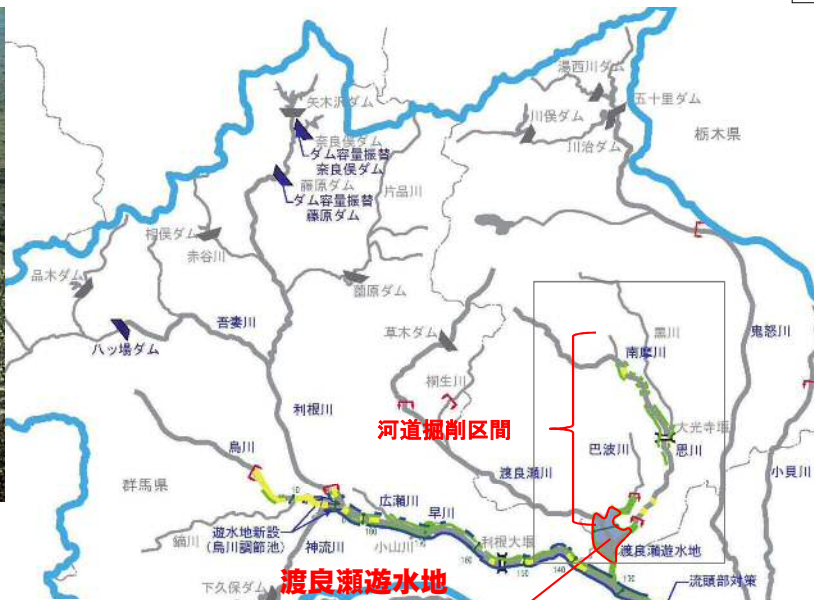 湯西川ダム
五十里ダム
川俣ダム
川治ダム
栃木県
矢木沢ダム
奈良俣ダム
ダム容量振替
奈良俣ダム
藤原ダム
ダム容量振替
藤原ダム
片品川
相俣ダム
赤谷川
品木ダム
薗原ダム
吾妻川
八ッ場ダム
草木ダム
黒川
南摩川
鬼怒川
桐生川
利根川
河道掘削区間
大光寺堰
巴波川
思川
烏川
渡良瀬川
小貝川
群馬県
広瀬川
早川
遊水地新設
(烏川調節池)
神流川
小山川
利根大堰
鏑川
渡良瀬遊水地
180
160
150
140
130
下久保ダム
渡良瀬遊水地
流頭部対策